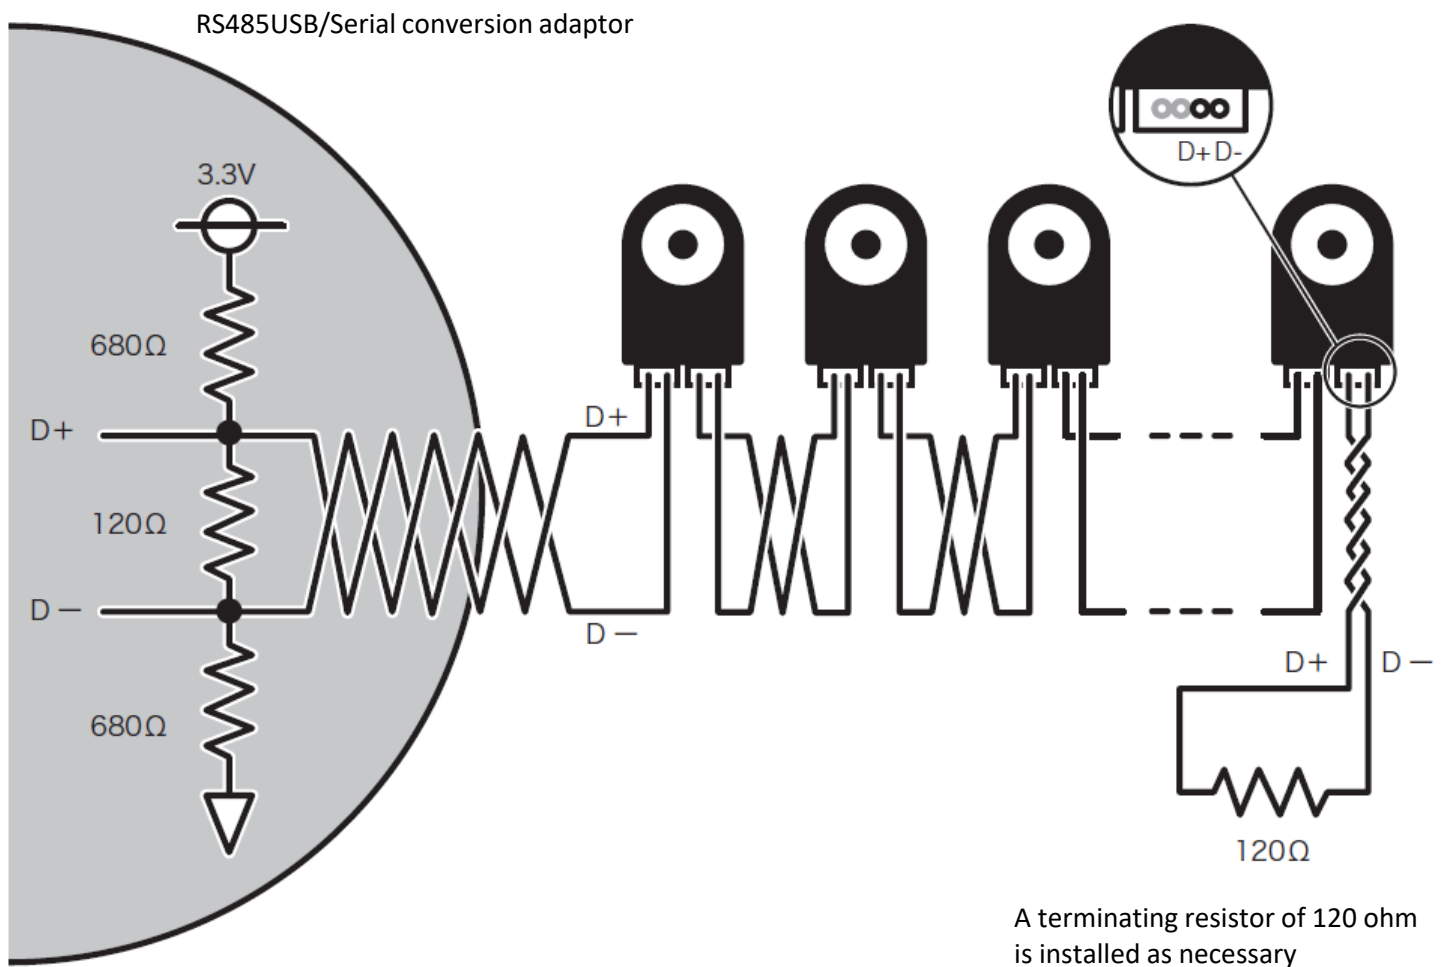 RS485USB/Serial conversion adaptor
D+ D-
3.3V
680Ω
D+
D+
120Ω
D −
D −
D+
D −
680Ω
120Ω
A terminating resistor of 120 ohm
is installed as necessary